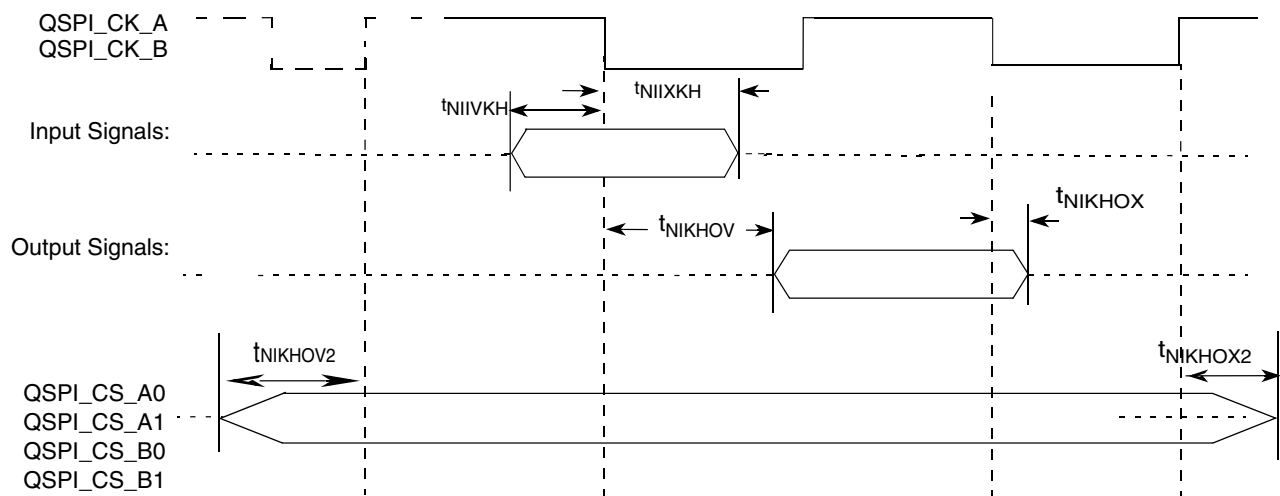 QSPI_CK_A
QSPI_CK_B
tNIIVKH
tNIIXKH
Input Signals:
tNIKHOX
tNIKHOV
Output Signals:
tNIKHOV2
tNIKHOX2
QSPI_CS_A0
QSPI_CS_A1
QSPI_CS_B0
QSPI_CS_B1